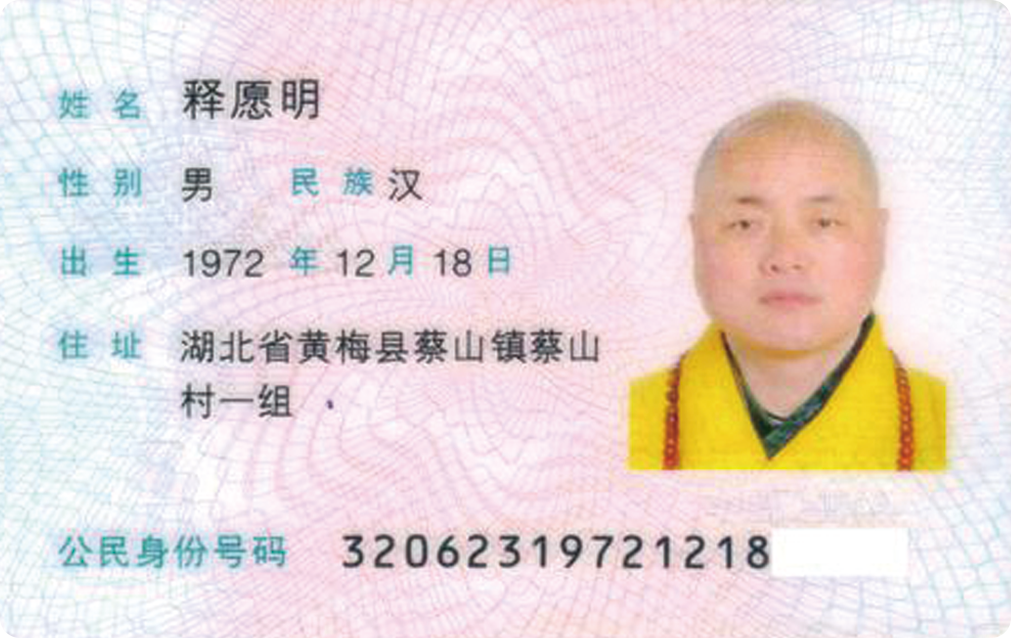 姓名 释愿明
性别 男 民族 汉
出生 1972 年 12 月 18 日
住址 湖北省黄梅县蔡山镇蔡山
村一组
公民身份号码 32062319721218